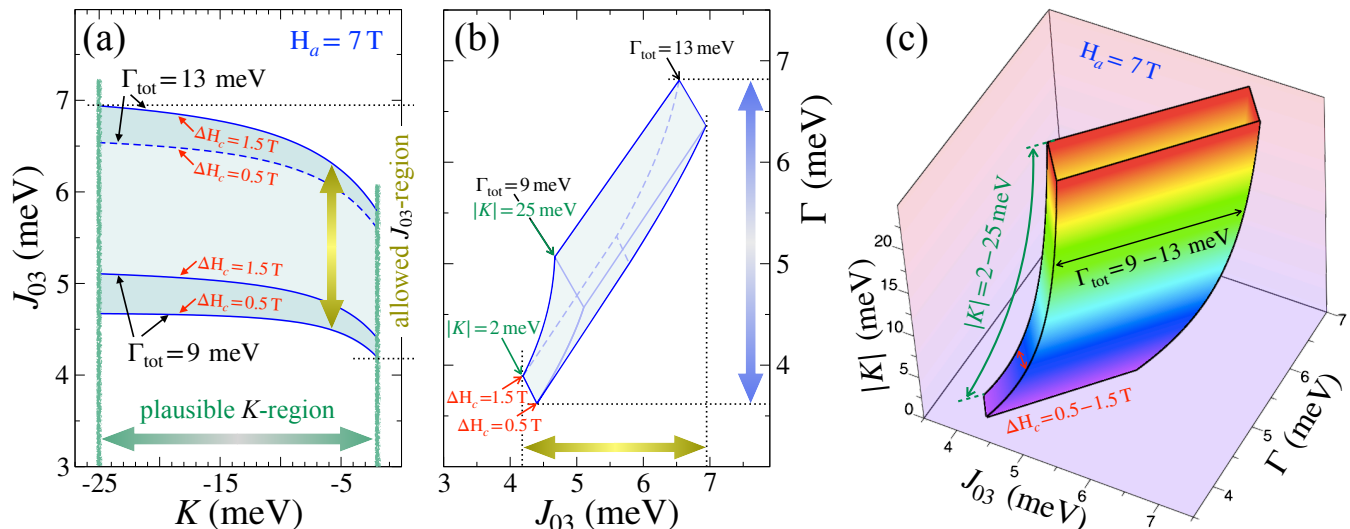 (a)
H_a = 7 T
Γ_tot = 13 meV
ΔH_c = 1.5 T
ΔH_c = 0.5 T
ΔH_c = 1.5 T
ΔH_c = 0.5 T
Γ_tot = 9 meV
plausible K-region
allowed J_03-region
J_03 (meV)
7
6
5
4
3
-25
-20
-15
-10
-5
K (meV)
(b)
Γ_tot = 13 meV
Γ_tot = 9 meV
|K| = 25 meV
|K| = 2 meV
ΔH_c = 1.5 T
ΔH_c = 0.5 T
3
4
5
6
7
J_03 (meV)
7
6
5
4
Γ (meV)
(c)
H_a = 7 T
|K| = 2−25 meV
Γ_tot = 9 −13 meV
ΔH_c = 0.5−1.5 T
|K| (meV)
20
15
10
5
0
4
5
6
7
J_03 (meV)
4
5
6
7
Γ (meV)